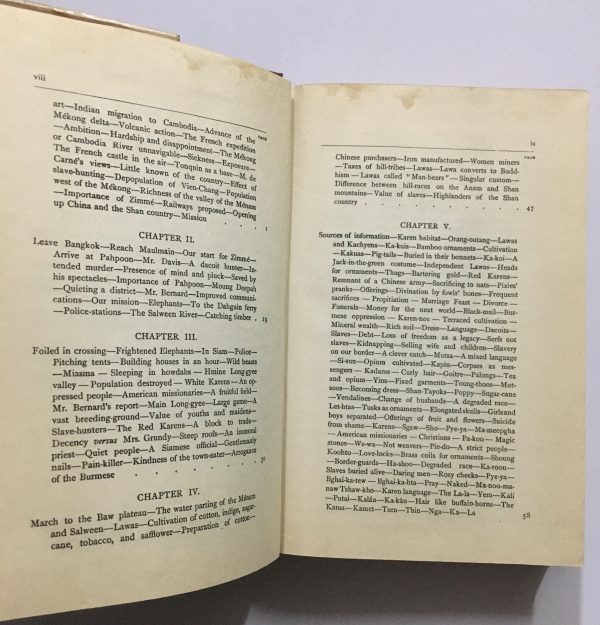 viii
PAGE
art—Indian migration to Cambodia—Advance of the
Mékong delta—Volcanic action—The French expedition
—Ambition—Hardship and disappointment—The Mékong
or Cambodia River unnavigable—Sickness—Exposure—
The French castle in the air—Tonquin as a base—M. de
Carné's views—Little known of the country—Effect of
slave-hunting—Depopulation of Vien-Chang—Population
west of the Mékong—Richness of the valley of the Ménam
—Importance of Zimmé—Railways proposed—Opening
up China and the Shan country—Mission . . 1
CHAPTER II.
Leave Bangkok—Reach Maulmain—Our start for Zimmé—
Arrive at Pahpoon—Mr. Davis—A dacoit hunter—In-
tended murder—Presence of mind and pluck—Saved by
his spectacles—Importance of Pahpoon—Moung Deepah
—Quieting a district—Mr. Bernard—Improved communi-
cations—Our mission—Elephants—To the Dahgain ferry
—Police-stations—The Salween River—Catching timber . 19
CHAPTER III.
Foiled in crossing—Frightened Elephants—In Siam—Police—
Pitching tents—Building houses in an hour—Wild beasts
—Miasma — Sleeping in howdahs — Hmine Long-gyee
valley — Population destroyed — White Karens — An op-
pressed people—American missionaries—A fruitful field—
Mr. Bernard's report—Main Long-gyee—Large game—A
vast breeding-ground—Value of youths and maidens—
Slave-hunters—The Red Karens—A block to trade—
Decency versus Mrs. Grundy—Steep roofs—An immoral
priest—Quiet people—A Siamese official—Gentlemanly
nails—Pain-killer—Kindness of the town-eater—Arrogance
of the Burmese . . . . . 32
CHAPTER IV.
March to the Baw plateau—The water parting of the Ménam
and Salween—Lawas—Cultivation of cotton, indigo, sugar-
cane, tobacco, and safflower—Preparation of cotton—
ix
PAGE
Chinese purchasers—Iron manufactured—Women miners
—Taxes of hill-tribes—Lawas—Lawa converts to Budd-
hism — Lawas called "Man-bears" — Singular custom—
Difference between hill-races on the Anam and Shan
mountains—Value of slaves—Highlanders of the Shan
country . . . . . . . 47
CHAPTER V.
Sources of information—Karen habitat—Orang-outang—Lawas
and Kachyens—Ka-kuis—Bamboo ornaments—Cultivation
—Kakuas—Pig-tails—Buried in their bonnets—Ka-koi—A
Jack-in-the-green costume—Independent Lawas—Heads
for ornaments—Thugs—Bartering gold—Red Karens—
Remnant of a Chinese army—Sacrificing to nats—Pixies'
pranks—Offerings—Divination by fowls' bones—Frequent
sacrifices — Propitiation — Marriage Feast — Divorce —
Funerals—Money for the next world—Black-mail—Bur-
mese oppression — Karen-nee — Terraced cultivation —
Mineral wealth—Rich soil—Dress—Language—Dacoits—
Slaves—Debt—Loss of freedom as a legacy—Serfs not
slaves—Kidnapping—Selling wife and children—Slavery
on our border—A clever catch—Mutsa—A mixed language
—Si-sun—Opium cultivated—Kapin—Corpses as mes-
sengers — Kadams — Curly hair—Goitre—Palongs—Tea
and opium—Yins—Fixed garments—Young-thoos—Mot-
soos—Becoming dress—Shan-Tayoks—Poppy—Sugar-cane
—Yendalines—Change of husbands—A degraded race—
Let-htas—Tusks as ornaments—Elongated skulls—Girls and
boys separated—Offerings of fruit and flowers—Suicide
from shame—Karens—Sgaw—Sho—Pye-ya—Ma-neepgha
— American missionaries — Christians — Pa-koo — Magic
stones—We-wa—Not wreans—Pie-do—A strict people—
Koohto—Love-locks—Brass coils for ornaments—Shoung
—Border-guards—Ha-shoo—Degraded race—Ka-roon—
Slaves buried alive—Daring men—Rosy cheeks—Pye-ya—
Bghai-ka-tew — Bghai-ka-hta — Pray — Naked—Ma-noo-ma-
naw Tshaw-kho—Karen language—The La-la—Yem—Kali
—Putai—Kalöa—Ka-kão—Hair like buffalo-horns—The
Kama—Kamet—Tsen—Thin—Nga—Ka—La
58